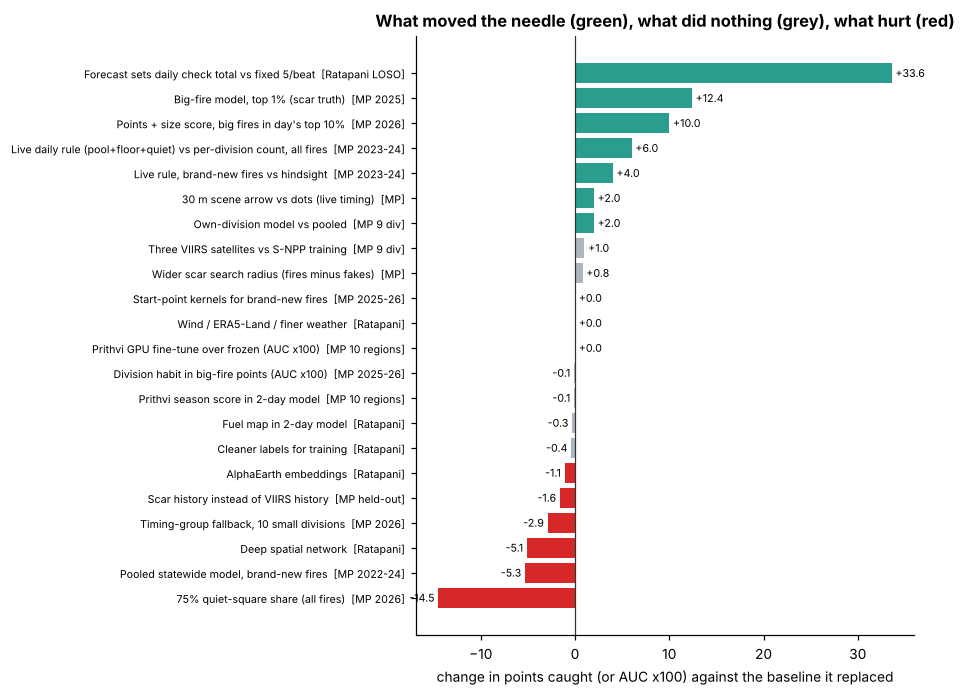 What moved the needle (green), what did nothing (grey), what hurt (red)
Forecast sets daily check total vs fixed 5/beat [Ratapani LOSO] +33.6
Big-fire model, top 1% (scar truth) [MP 2025] +12.4
Points + size score, big fires in day's top 10% [MP 2026] +10.0
Live daily rule (pool+floor+quiet) vs per-division count, all fires [MP 2023-24] +6.0
Live rule, brand-new fires vs hindsight [MP 2023-24] +4.0
30 m scene arrow vs dots (live timing) [MP] +2.0
Own-division model vs pooled [MP 9 div] +2.0
Three VIIRS satellites vs S-NPP training [MP 9 div] +1.0
Wider scar search radius (fires minus fakes) [MP] +0.8
Start-point kernels for brand-new fires [MP 2025-26] +0.0
Wind / ERA5-Land / finer weather [Ratapani] +0.0
Prithvi GPU fine-tune over frozen (AUC x100) [MP 10 regions] +0.0
Division habit in big-fire points (AUC x100) [MP 2025-26] -0.1
Prithvi season score in 2-day model [MP 10 regions] -0.1
Fuel map in 2-day model [Ratapani] -0.3
Cleaner labels for training [Ratapani] -0.4
AlphaEarth embeddings [Ratapani] -1.1
Scar history instead of VIIRS history [MP held-out] -1.6
Timing-group fallback, 10 small divisions [MP 2026] -2.9
Deep spatial network [Ratapani] -5.1
Pooled statewide model, brand-new fires [MP 2022-24] -5.3
75% quiet-square share (all fires) [MP 2026] -14.5
−10 0 10 20 30
change in points caught (or AUC x100) against the baseline it replaced